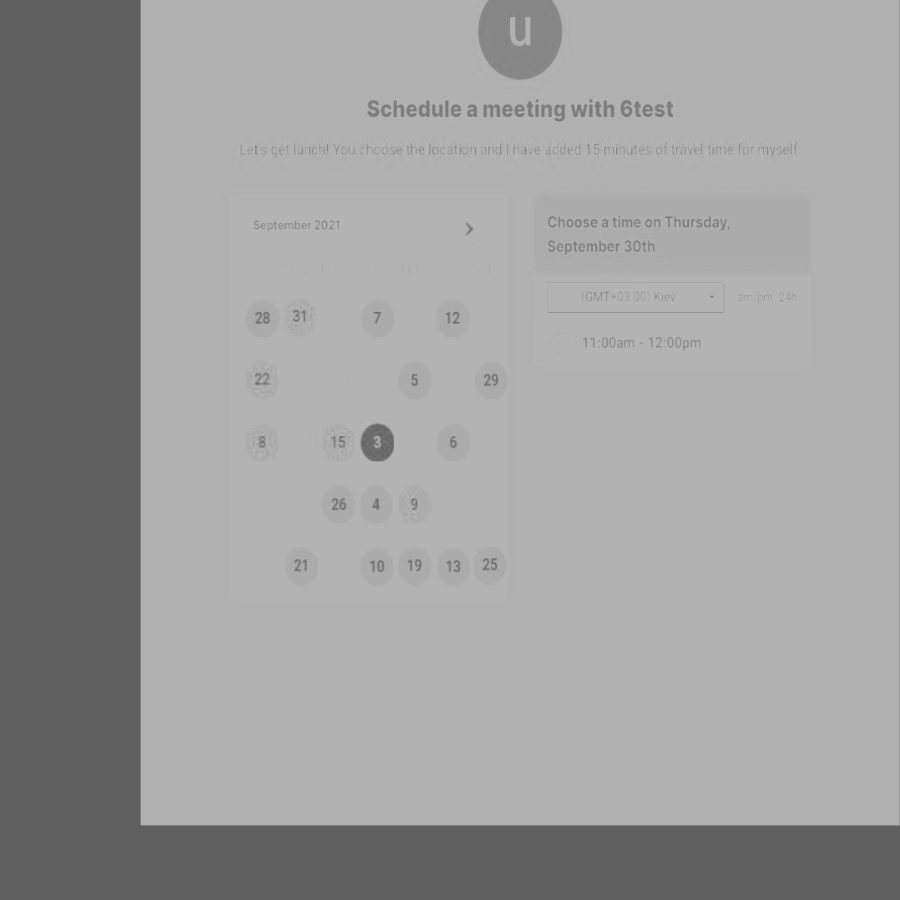 u
Schedule a meeting with 6test
Let's get lunch! You choose the location and I have added 15 minutes of travel time for myself
September 2021
28 31 7 12
22 5 29
8 15 3 6
26 4 9
21 10 19 13 25
Choose a time on Thursday,
September 30th
(GMT+03:00) Kiev am/pm 24h
11:00am - 12:00pm